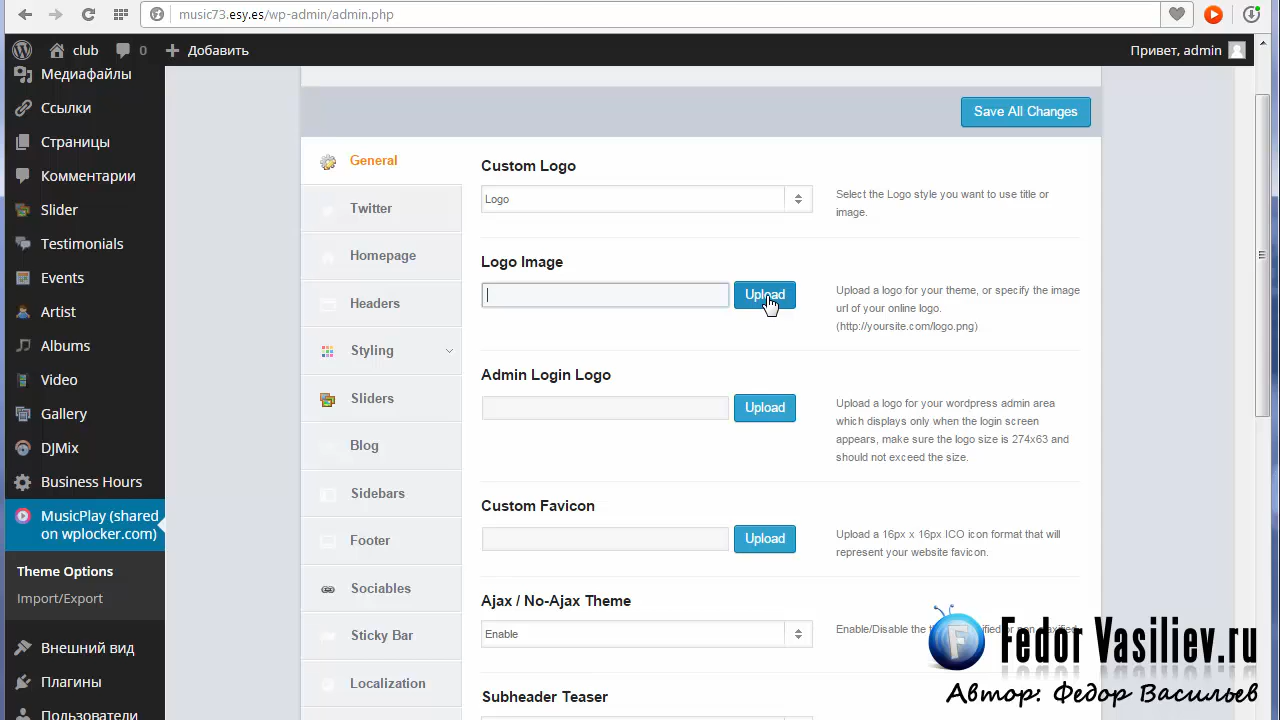 music73.esy.es/wp-admin/admin.php
club 0 Добавить Привет, admin
Медиафайлы
Ссылки
Страницы
Комментарии
Slider
Testimonials
Events
Artist
Albums
Video
Gallery
DJMix
Business Hours
MusicPlay (shared
on wplocker.com)
Theme Options
Import/Export
Внешний вид
Плагины
Пользователи
Save All Changes
General
Twitter
Homepage
Headers
Styling
Sliders
Blog
Sidebars
Footer
Sociables
Sticky Bar
Localization
Custom Logo
Logo
Select the Logo style you want to use title or
image.
Logo Image
Upload
Upload a logo for your theme, or specify the image
url of your online logo.
(http://yoursite.com/logo.png)
Admin Login Logo
Upload
Upload a logo for your wordpress admin area
which displays only when the login screen
appears, make sure the logo size is 274x63 and
should not exceed the size.
Custom Favicon
Upload
Upload a 16px x 16px ICO icon format that will
represent your website favicon.
Ajax / No-Ajax Theme
Enable
Enable/Disable the
Subheader Teaser
F
Fedor Vasiliev.ru
Автор: Федор Васильев